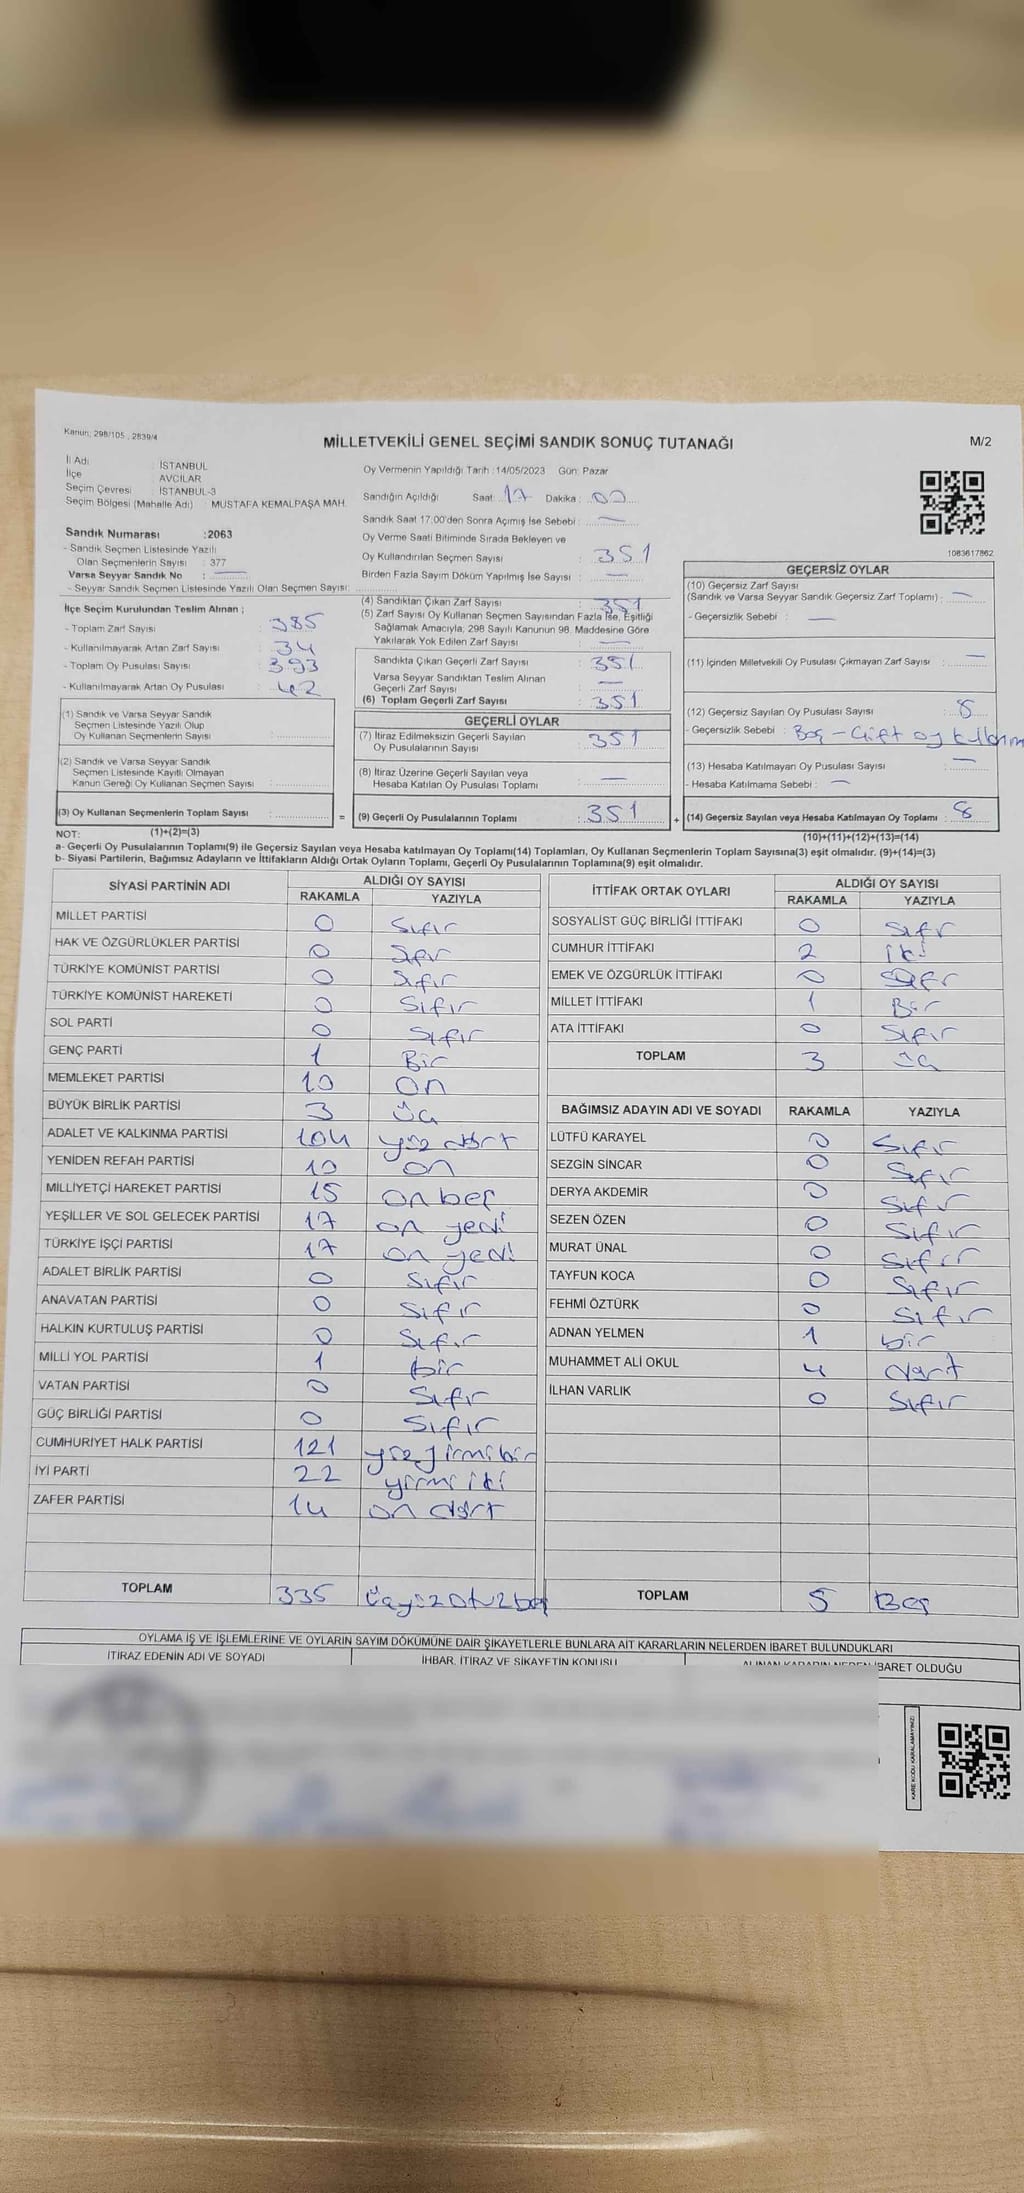 Kanun: 298/105 , 2839/4
MİLLETVEKİLİ GENEL SEÇİMİ SANDIK SONUÇ TUTANAĞI
M/2
İl Adı : İSTANBUL
İlçe : AVCILAR
Seçim Çevresi : İSTANBUL-3
Seçim Bölgesi (Mahalle Adı) : MUSTAFA KEMALPAŞA MAH.
Sandık Numarası :2063
- Sandık Seçmen Listesinde Yazılı
Olan Seçmenlerin Sayısı : 377
Varsa Seyyar Sandık No : —
- Seyyar Sandık Seçmen Listesinde Yazılı Olan Seçmen Sayısı:
İlçe Seçim Kurulundan Teslim Alınan ;
- Toplam Zarf Sayısı : 385
- Kullanılmayarak Artan Zarf Sayısı : 34
- Toplam Oy Pusulası Sayısı : 393
- Kullanılmayarak Artan Oy Pusulası : 42
(1) Sandık ve Varsa Seyyar Sandık
Seçmen Listesinde Yazılı Olup
Oy Kullanan Seçmenlerin Sayısı :
(2) Sandık ve Varsa Seyyar Sandık
Seçmen Listesinde Kayıtlı Olmayan
Kanun Gereği Oy Kullanan Seçmen Sayısı :
(3) Oy Kullanan Seçmenlerin Toplam Sayısı : =
(1)+(2)=(3)
Oy Vermenin Yapıldığı Tarih :14/05/2023 Gün: Pazar
Sandığın Açıldığı Saat: 17 Dakika : 00
Sandık Saat 17:00'den Sonra Açımış İse Sebebi : —
Oy Verme Saati Bitiminde Sırada Bekleyen ve
Oy Kullandırılan Seçmen Sayısı : 351
Birden Fazla Sayım Döküm Yapılmış İse Sayısı : —
(4) Sandıktan Çıkan Zarf Sayısı : 351
(5) Zarf Sayısı Oy Kullanan Seçmen Sayısından Fazla İse, Eşitliği
Sağlamak Amacıyla, 298 Sayılı Kanunun 98. Maddesine Göre
Yakılarak Yok Edilen Zarf Sayısı : —
Sandıkta Çıkan Geçerli Zarf Sayısı : 351
Varsa Seyyar Sandıktan Teslim Alınan
Geçerli Zarf Sayısı : —
(6) Toplam Geçerli Zarf Sayısı : 351
GEÇERLİ OYLAR
(7) İtiraz Edilmeksizin Geçerli Sayılan
Oy Pusulalarının Sayısı : 351
(8) İtiraz Üzerine Geçerli Sayılan veya
Hesaba Katılan Oy Pusulası Toplamı : —
(9) Geçerli Oy Pusulalarının Toplamı : 351 +
1083617862
GEÇERSİZ OYLAR
(10) Geçersiz Zarf Sayısı
(Sandık ve Varsa Seyyar Sandık Geçersiz Zarf Toplamı) : —
- Geçersizlik Sebebi : —
(11) İçinden Milletvekili Oy Pusulası Çıkmayan Zarf Sayısı : —
(12) Geçersiz Sayılan Oy Pusulası Sayısı : 8
- Geçersizlik Sebebi : Boş - Çift oy
(13) Hesaba Katılmayan Oy Pusulası Sayısı : —
- Hesaba Katılmama Sebebi : —
(14) Geçersiz Sayılan veya Hesaba Katılmayan Oy Toplamı : 8
(10)+(11)+(12)+(13)=(14)
NOT:
a- Geçerli Oy Pusulalarının Toplamı(9) ile Geçersiz Sayılan veya Hesaba katılmayan Oy Toplamı(14) Toplamları, Oy Kullanan Seçmenlerin Toplam Sayısına(3) eşit olmalıdır. (9)+(14)=(3)
b- Siyasi Partilerin, Bağımsız Adayların ve İttifakların Aldığı Ortak Oyların Toplamı, Geçerli Oy Pusulalarının Toplamına(9) eşit olmalıdır.
SİYASİ PARTİNİN ADI ALDIĞI OY SAYISI
RAKAMLA YAZIYLA
MİLLET PARTİSİ 0 Sıfır
HAK VE ÖZGÜRLÜKLER PARTİSİ 0 Sıfır
TÜRKİYE KOMÜNİST PARTİSİ 0 Sıfır
TÜRKİYE KOMÜNİST HAREKETİ 0 Sıfır
SOL PARTİ 0 Sıfır
GENÇ PARTİ 1 Bir
MEMLEKET PARTİSİ 10 On
BÜYÜK BİRLİK PARTİSİ 3 Üç
ADALET VE KALKINMA PARTİSİ 104 yüz dört
YENİDEN REFAH PARTİSİ 10 on
MİLLİYETÇİ HAREKET PARTİSİ 15 on beş
YEŞİLLER VE SOL GELECEK PARTİSİ 17 on yedi
TÜRKİYE İŞÇİ PARTİSİ 17 on yedi
ADALET BİRLİK PARTİSİ 0 Sıfır
ANAVATAN PARTİSİ 0 Sıfır
HALKIN KURTULUŞ PARTİSİ 0 Sıfır
MİLLİ YOL PARTİSİ 1 bir
VATAN PARTİSİ 0 Sıfır
GÜÇ BİRLİĞİ PARTİSİ 0 Sıfır
CUMHURİYET HALK PARTİSİ 121 yüzyirmibir
İYİ PARTİ 22 yirmi iki
ZAFER PARTİSİ 14 on dört
TOPLAM 335 Üçyüzotuzbeş
İTTİFAK ORTAK OYLARI ALDIĞI OY SAYISI
RAKAMLA YAZIYLA
SOSYALİST GÜÇ BİRLİĞİ İTTİFAKI 0 Sıfır
CUMHUR İTTİFAKI 2 iki
EMEK VE ÖZGÜRLÜK İTTİFAKI 0 Sıfır
MİLLET İTTİFAKI 1 Bir
ATA İTTİFAKI 0 Sıfır
TOPLAM 3 Üç
BAĞIMSIZ ADAYIN ADI VE SOYADI RAKAMLA YAZIYLA
LÜTFÜ KARAYEL 0 Sıfır
SEZGİN SİNCAR 0 Sıfır
DERYA AKDEMİR 0 Sıfır
SEZEN ÖZEN 0 Sıfır
MURAT ÜNAL 0 Sıfır
TAYFUN KOCA 0 Sıfır
FEHMİ ÖZTÜRK 0 Sıfır
ADNAN YELMEN 1 bir
MUHAMMET ALİ OKUL 4 dört
İLHAN VARLIK 0 Sıfır
TOPLAM 5 Beş
OYLAMA İŞ VE İŞLEMLERİNE VE OYLARIN SAYIM DÖKÜMÜNE DAİR ŞİKAYETLERLE BUNLARA AİT KARARLARIN NELERDEN İBARET BULUNDUKLARI
İTİRAZ EDENİN ADI VE SOYADI İHBAR, İTİRAZ VE ŞİKAYETİN KONUSU ALINAN KARARIN NEDEN İBARET OLDUĞU
KARE KODU KARALAMAYINIZ!